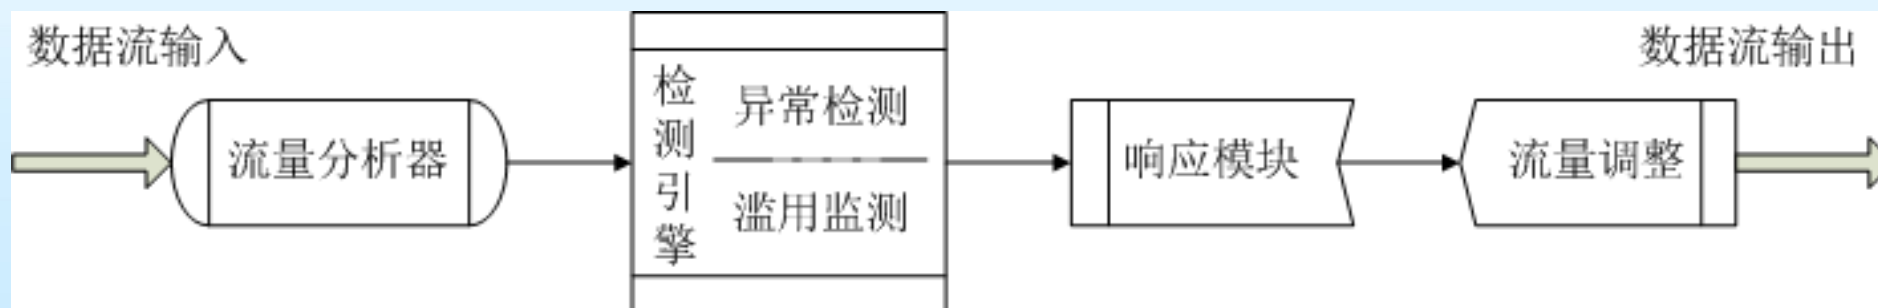 数据流输入
流量分析器
检测引擎
异常检测
滥用监测
响应模块
流量调整
数据流输出